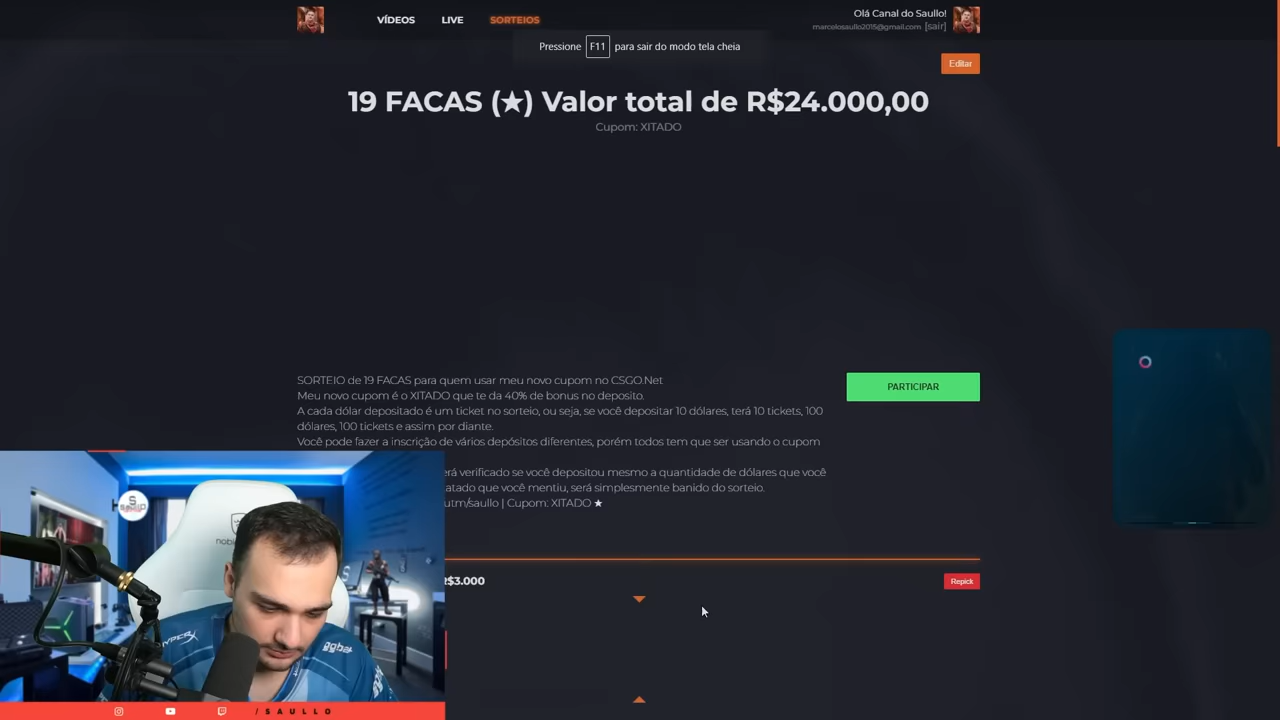 VÍDEOS
LIVE
SORTEIOS
Olá Canal do Saullo!
marcelosaullo2015@gmail.com [sair]
Pressione F11 para sair do modo tela cheia
Editar
19 FACAS (★) Valor total de R$24.000,00
Cupom: XITADO
SORTEIO de 19 FACAS para quem usar meu novo cupom no CSGO.Net
Meu novo cupom é o XITADO que te da 40% de bonus no deposito.
A cada dólar depositado é um ticket no sorteio, ou seja, se você depositar 10 dólares, terá 10 tickets, 100
dólares, 100 tickets e assim por diante.
Você pode fazer a inscrição de vários depósitos diferentes, porém todos tem que ser usando o cupom
erá verificado se você depositou mesmo a quantidade de dólares que você
atado que você mentiu, será simplesmente banido do sorteio.
utm/saullo | Cupom: XITADO ★
PARTICIPAR
R$3.000
Repick
HYPERX
/SAULLO